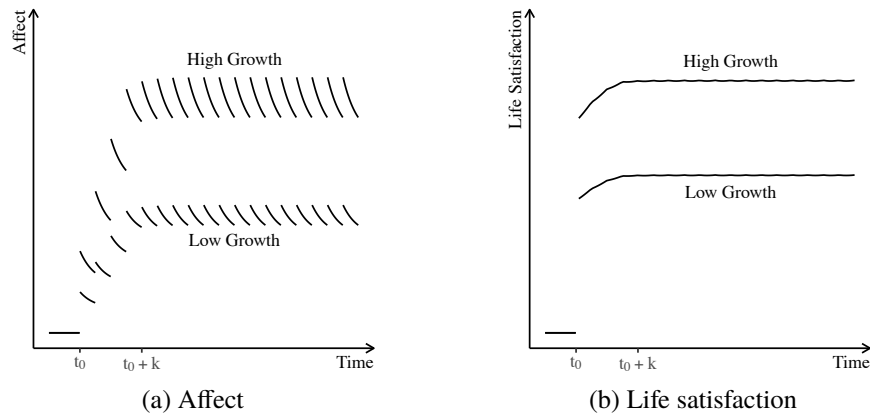 Affect
High Growth
Low Growth
t0
t0 + k
Time
(a) Affect
Life Satisfaction
High Growth
Low Growth
t0
t0 + k
Time
(b) Life satisfaction